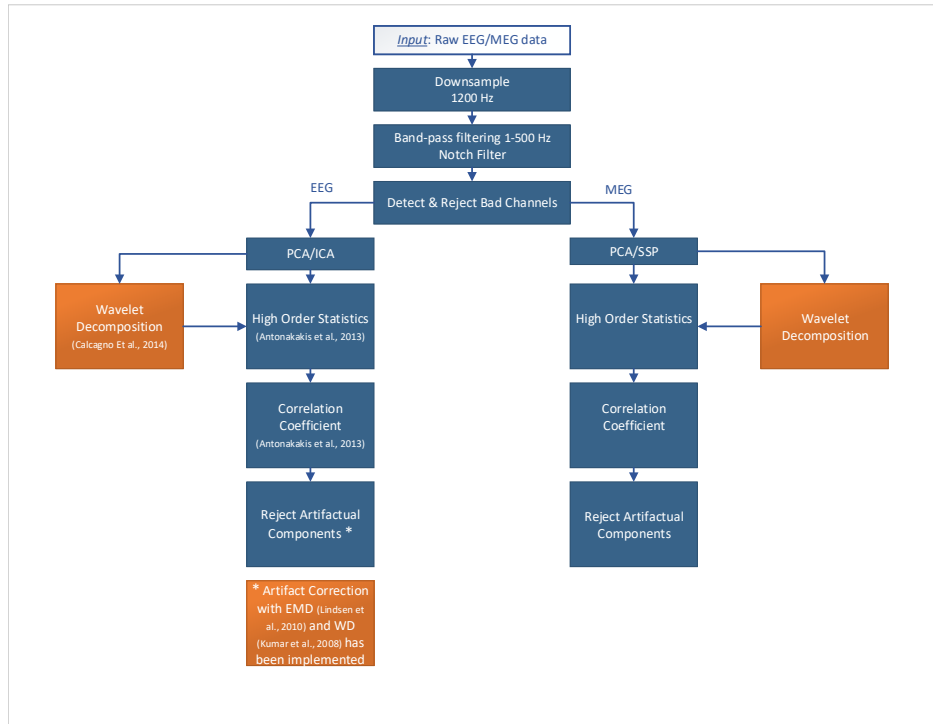 Input: Raw EEG/MEG data
Downsample
1200 Hz
Band-pass filtering 1-500 Hz
Notch Filter
Detect & Reject Bad Channels
EEG
MEG
PCA/ICA
PCA/SSP
Wavelet
Decomposition
(Calcagno Et al., 2014)
High Order Statistics
(Antonakakis et al., 2013)
High Order Statistics
Wavelet
Decomposition
Correlation
Coefficient
(Antonakakis et al., 2013)
Correlation
Coefficient
Reject Artifactual
Components *
Reject Artifactual
Components
* Artifact Correction
with EMD (Lindsen et
al., 2010) and WD
(Kumar et al., 2008) has
been implemented